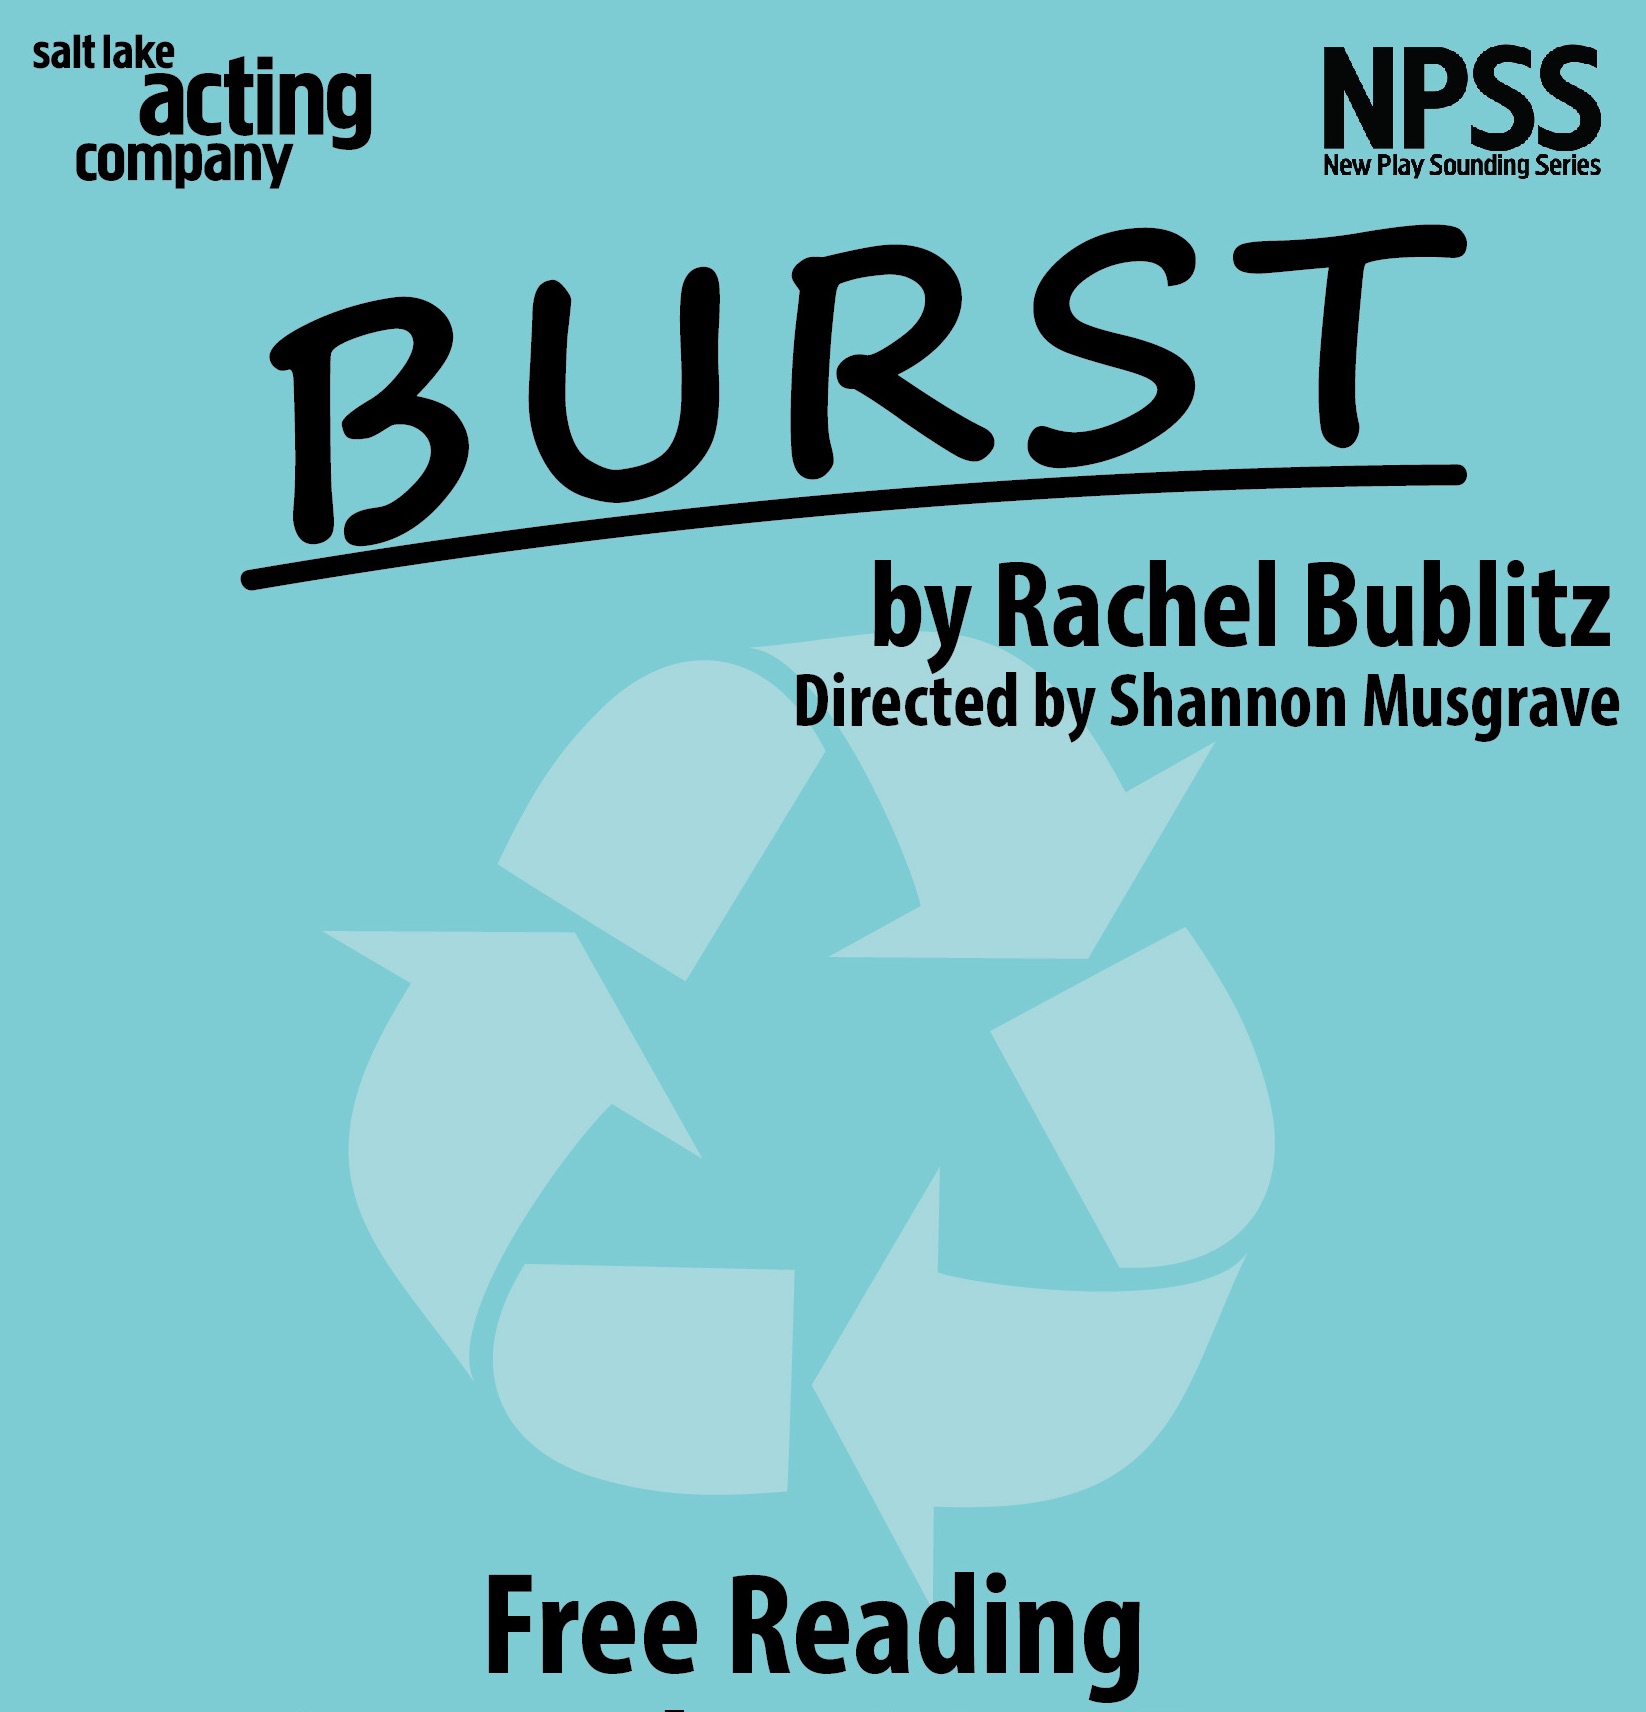 salt lake
acting
company
NPSS
New Play Sounding Series
BURST
by Rachel Bublitz
Directed by Shannon Musgrave
Free Reading